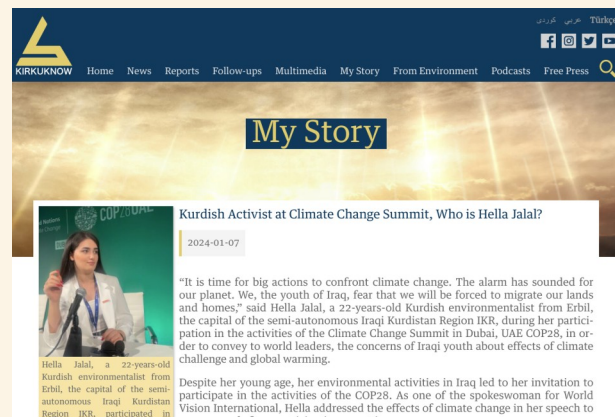 عربي كوردى Türkçe
KIRKUKNOW
Home News Reports Follow-ups Multimedia My Story From Environment Podcasts Free Press
My Story
COP28UAE
Kurdish Activist at Climate Change Summit, Who is Hella Jalal?
2024-01-07
“It is time for big actions to confront climate change. The alarm has sounded for
our planet. We, the youth of Iraq, fear that we will be forced to migrate our lands
and homes,” said Hella Jalal, a 22-years-old Kurdish environmentalist from Erbil,
the capital of the semi-autonomous Iraqi Kurdistan Region IKR, during her partici-
pation in the activities of the Climate Change Summit in Dubai, UAE COP28, in or-
der to convey to world leaders, the concerns of Iraqi youth about effects of climate
challenge and global warming.
Despite her young age, her environmental activities in Iraq led to her invitation to
participate in the activities of the COP28. As one of the spokeswoman for World
Vision International, Hella addressed the effects of climate change in her speech to
Hella Jalal, a 22-years-old
Kurdish environmentalist from
Erbil, the capital of the semi-
autonomous Iraqi Kurdistan
Region IKR, participated in